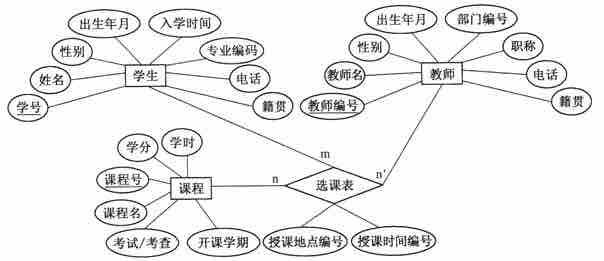 出生年月
入学时间
性别
专业编码
姓名
学生
电话
学号
籍贯
出生年月
部门编号
性别
职称
教师名
教师
电话
教师编号
籍贯
m
n
n'
学分
学时
课程号
课程
选课表
课程名
考试/考查
开课学期
授课地点编号
授课时间编号